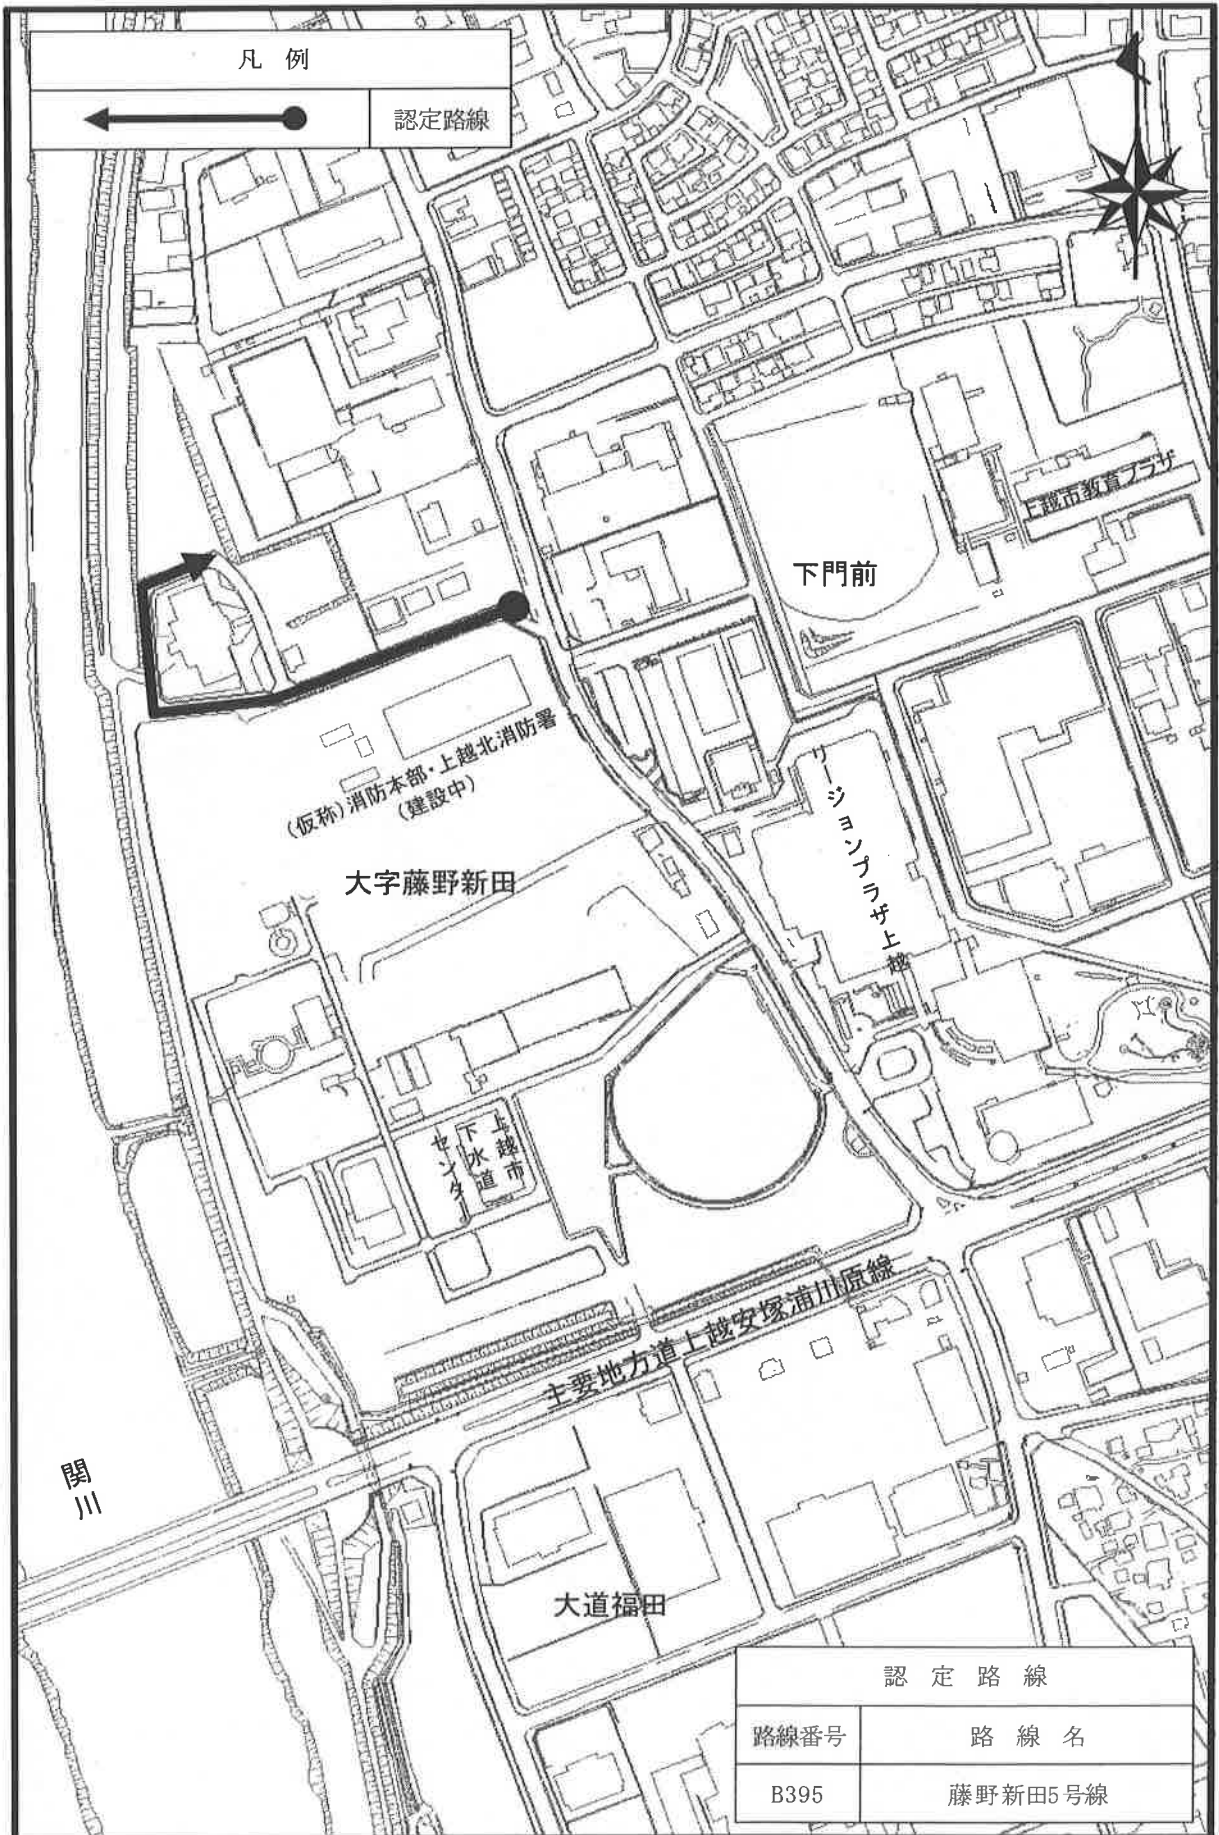 凡 例
認定路線
上越市教育プラザ
下門前
(仮称)消防本部・上越北消防署
(建設中)
リージョンプラザ上越
大字藤野新田
上越市
下水道
センター
主要地方道上越安塚浦川原線
関川
大道福田
認 定 路 線
路線番号
路 線 名
B395
藤野新田5号線